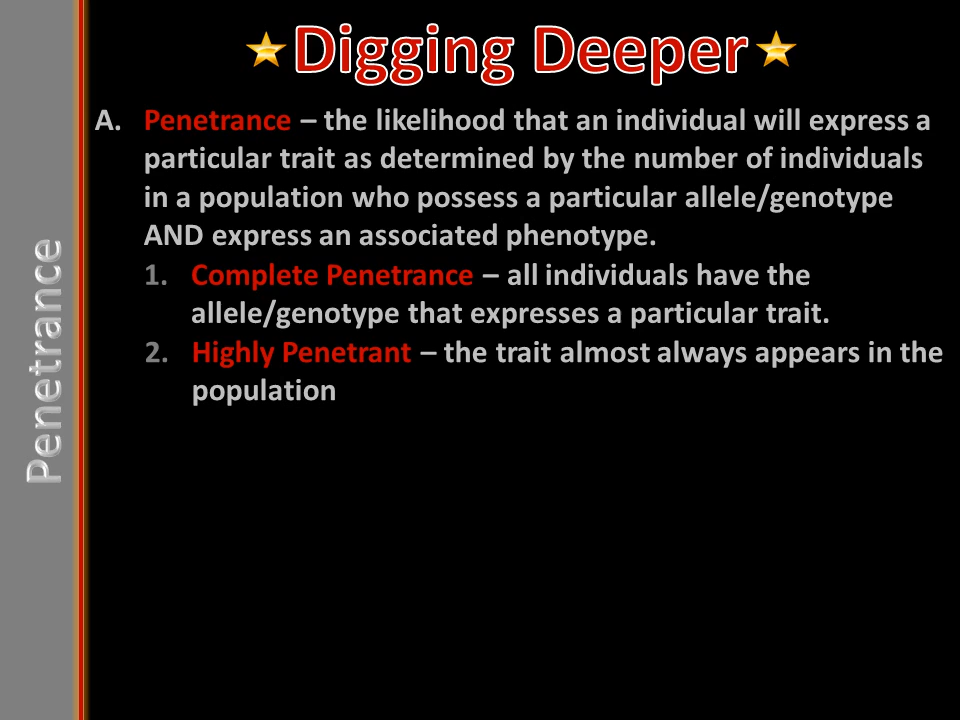 Digging Deeper
A. Penetrance – the likelihood that an individual will express a
particular trait as determined by the number of individuals
in a population who possess a particular allele/genotype
AND express an associated phenotype.
1. Complete Penetrance – all individuals have the
allele/genotype that expresses a particular trait.
2. Highly Penetrant – the trait almost always appears in the
population
Penetrance